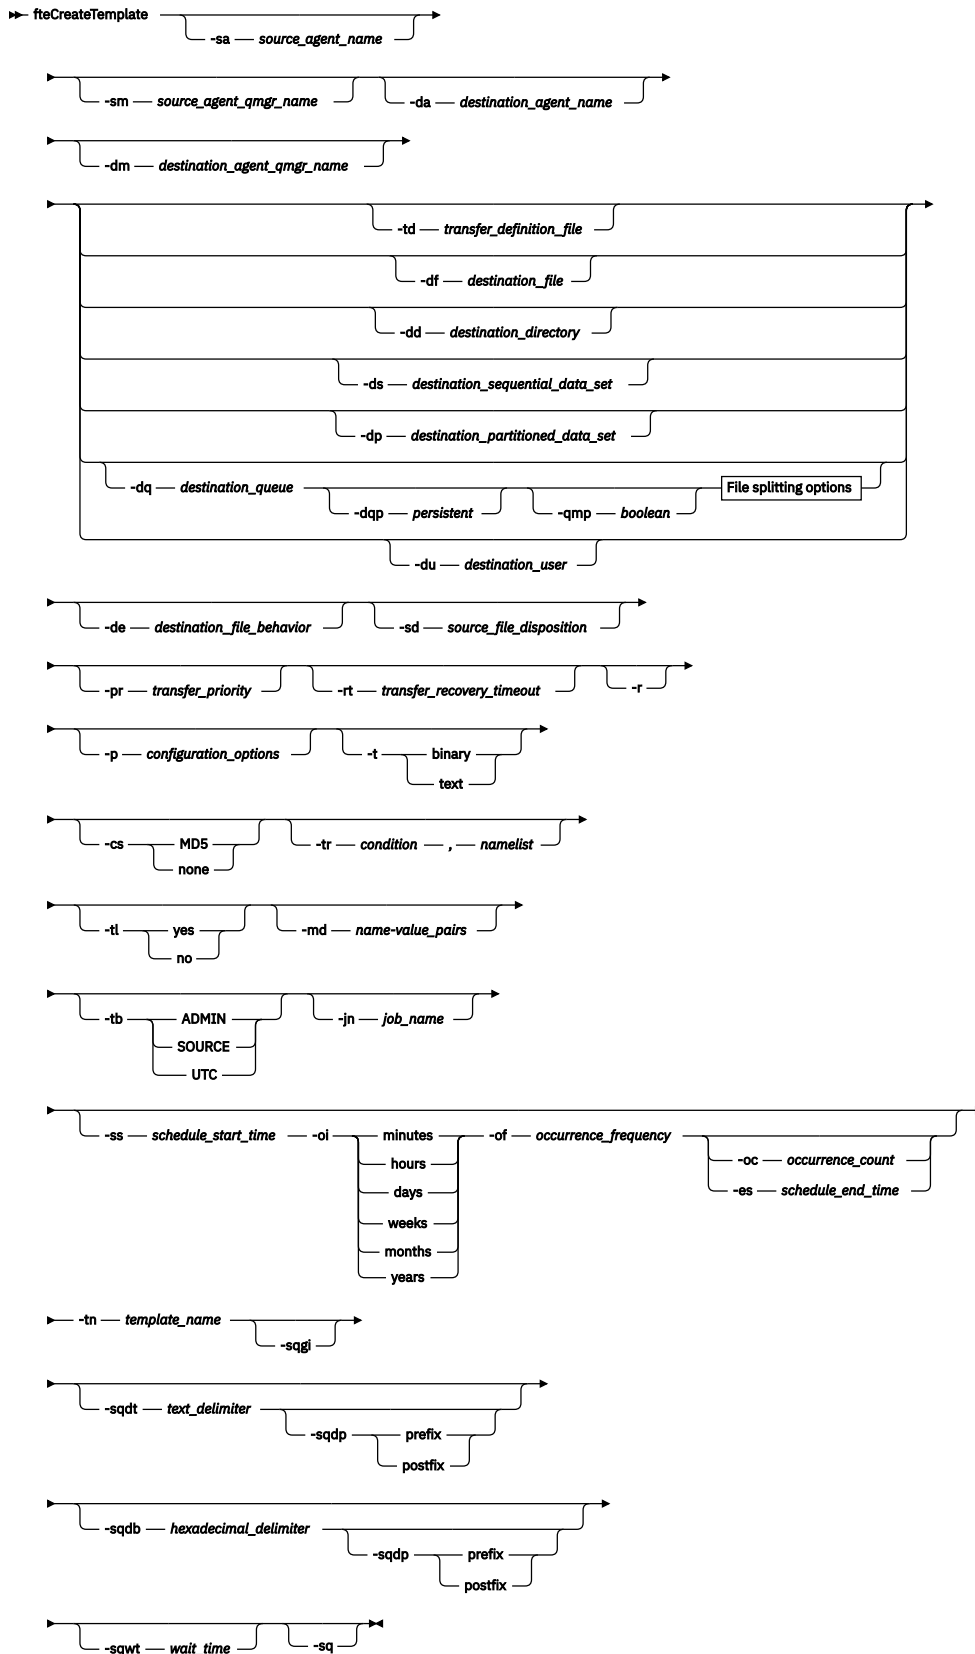 fteCreateTemplate
-sa source_agent_name
-sm source_agent_qmgr_name -da destination_agent_name
-dm destination_agent_qmgr_name
-td transfer_definition_file
-df destination_file
-dd destination_directory
-ds destination_sequential_data_set
-dp destination_partitioned_data_set
-dq destination_queue File splitting options
-dqp persistent -qmp boolean
-du destination_user
-de destination_file_behavior -sd source_file_disposition
-pr transfer_priority -rt transfer_recovery_timeout -r
-p configuration_options -t binary
text
-cs MD5 -tr condition , namelist
none
-tl yes -md name-value_pairs
no
-tb ADMIN -jn job_name
SOURCE
UTC
-ss schedule_start_time -oi minutes -of occurrence_frequency
hours -oc occurrence_count
days -es schedule_end_time
weeks
months
years
-tn template_name
-sqgi
-sqdt text_delimiter
-sqdp prefix
postfix
-sqdb hexadecimal_delimiter
-sqdp prefix
postfix
-sqwt wait_time -sq